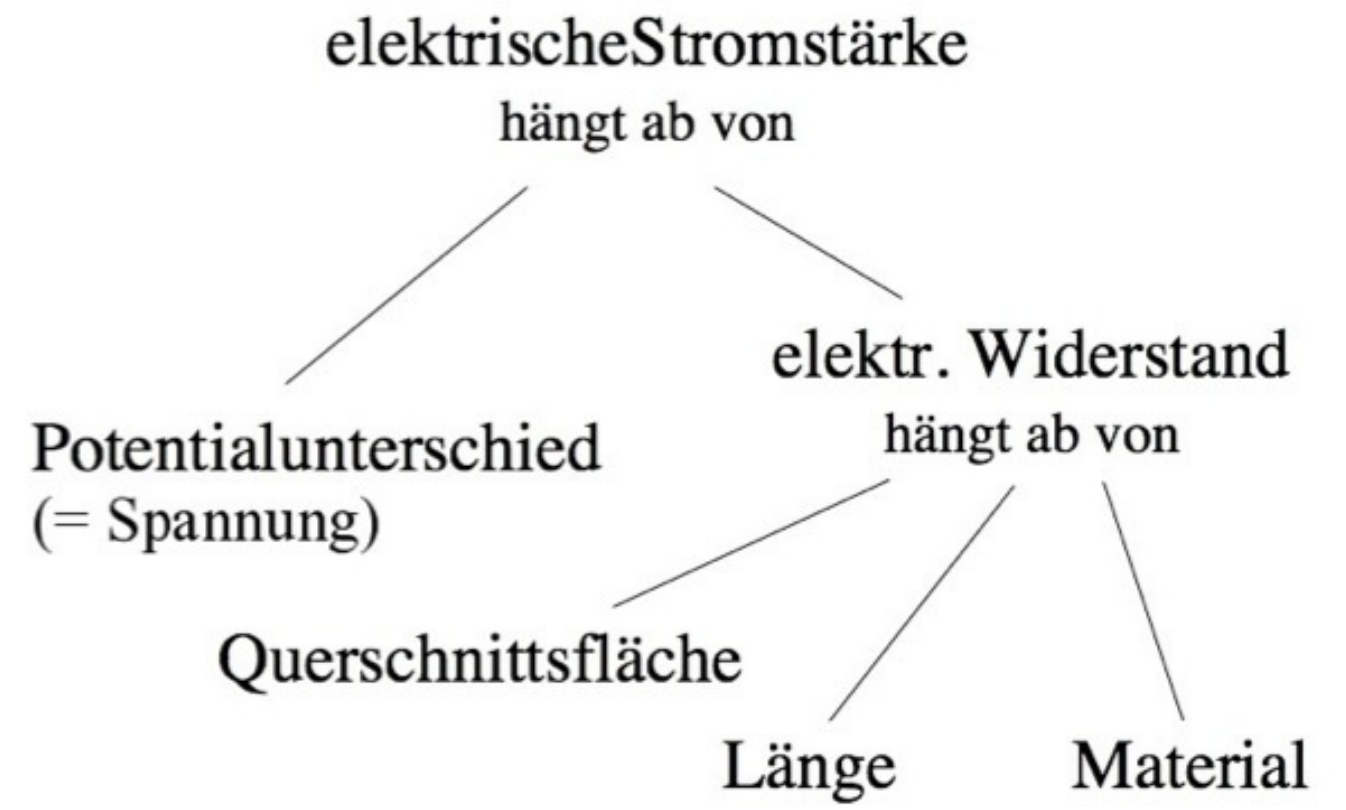 elektrischeStromstärke
hängt ab von
elektr. Widerstand
hängt ab von
Potentialunterschied
(= Spannung)
Querschnittsfläche
Länge
Material